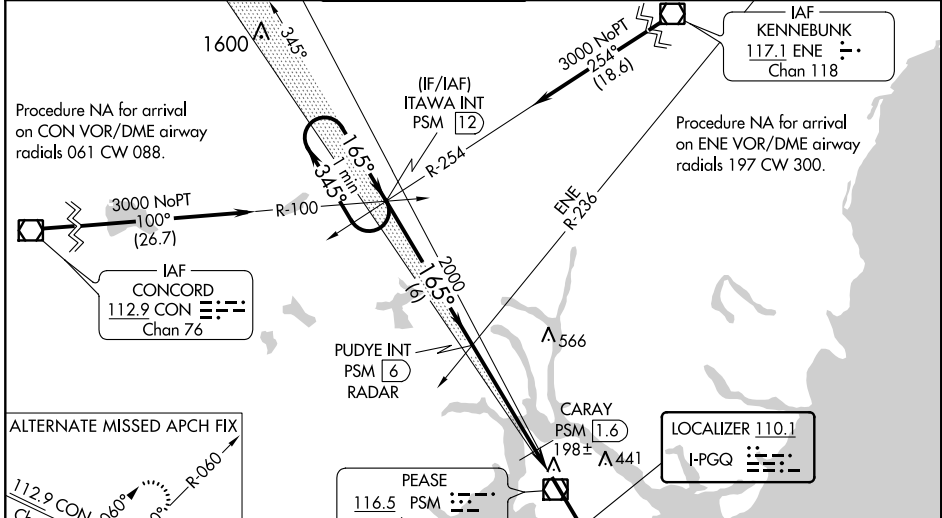 1600
345°
3000 NoPT
254°
(18.6)
IAF
KENNEBUNK
117.1 ENE
Chan 118
(IF/IAF)
ITAWA INT
PSM 12
Procedure NA for arrival
on CON VOR/DME airway
radials 061 CW 088.
Procedure NA for arrival
on ENE VOR/DME airway
radials 197 CW 300.
165°
1 min
345°
R-254
3000 NoPT
100°
(26.7)
R-100
ENE
R-236
IAF
CONCORD
112.9 CON
Chan 76
2000
165°
(6)
PUDYE INT
PSM 6
RADAR
566
CARAY
PSM 1.6
198±
441
LOCALIZER 110.1
I-PGQ
ALTERNATE MISSED APCH FIX
R-060
112.9 CON
060°
PEASE
116.5 PSM